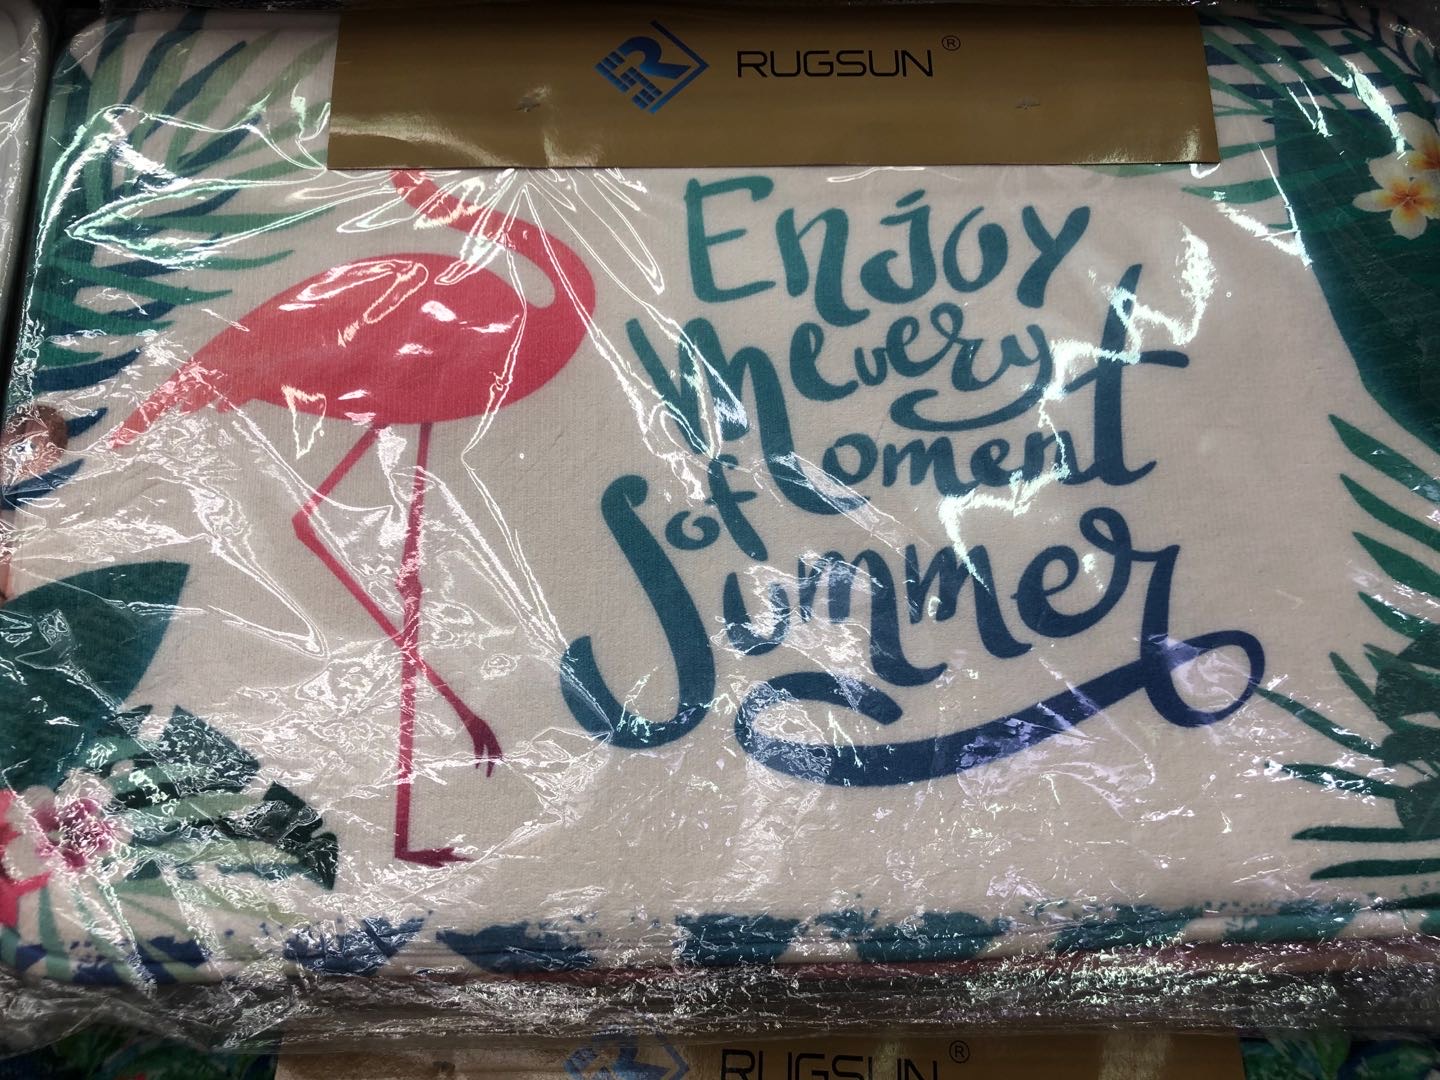 RUGSUN®
Enjoy
every
Moment
of
Summer
RUGSUN®